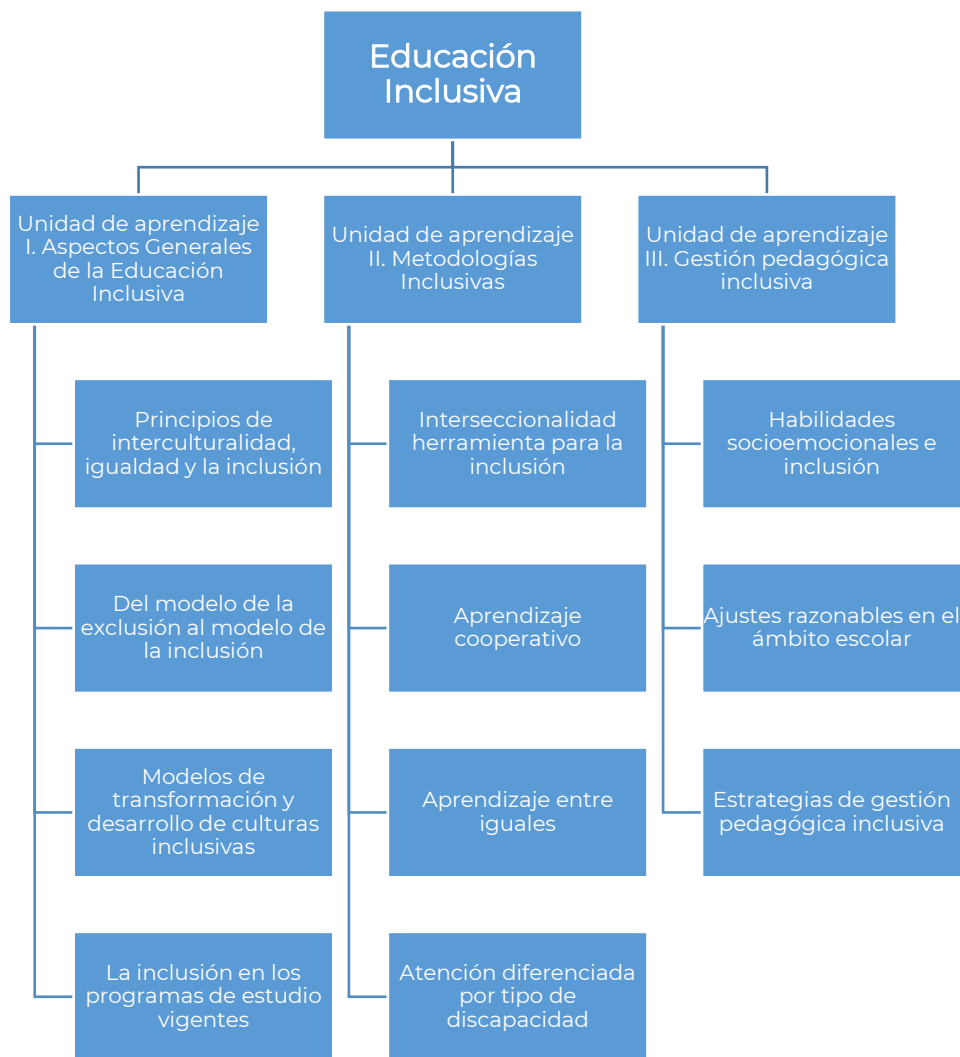 Educación
Inclusiva
Unidad de aprendizaje
I. Aspectos Generales
de la Educación
Inclusiva
Principios de
interculturalidad,
igualdad y la inclusión
Del modelo de la
exclusión al modelo de
la inclusión
Modelos de
transformación y
desarrollo de culturas
inclusivas
La inclusión en los
programas de estudio
vigentes
Unidad de aprendizaje
II. Metodologías
Inclusivas
Interseccionalidad
herramienta para la
inclusión
Aprendizaje
cooperativo
Aprendizaje entre
iguales
Atención diferenciada
por tipo de
discapacidad
Unidad de aprendizaje
III. Gestión pedagógica
inclusiva
Habilidades
socioemocionales e
inclusión
Ajustes razonables en el
ámbito escolar
Estrategias de gestión
pedagógica inclusiva